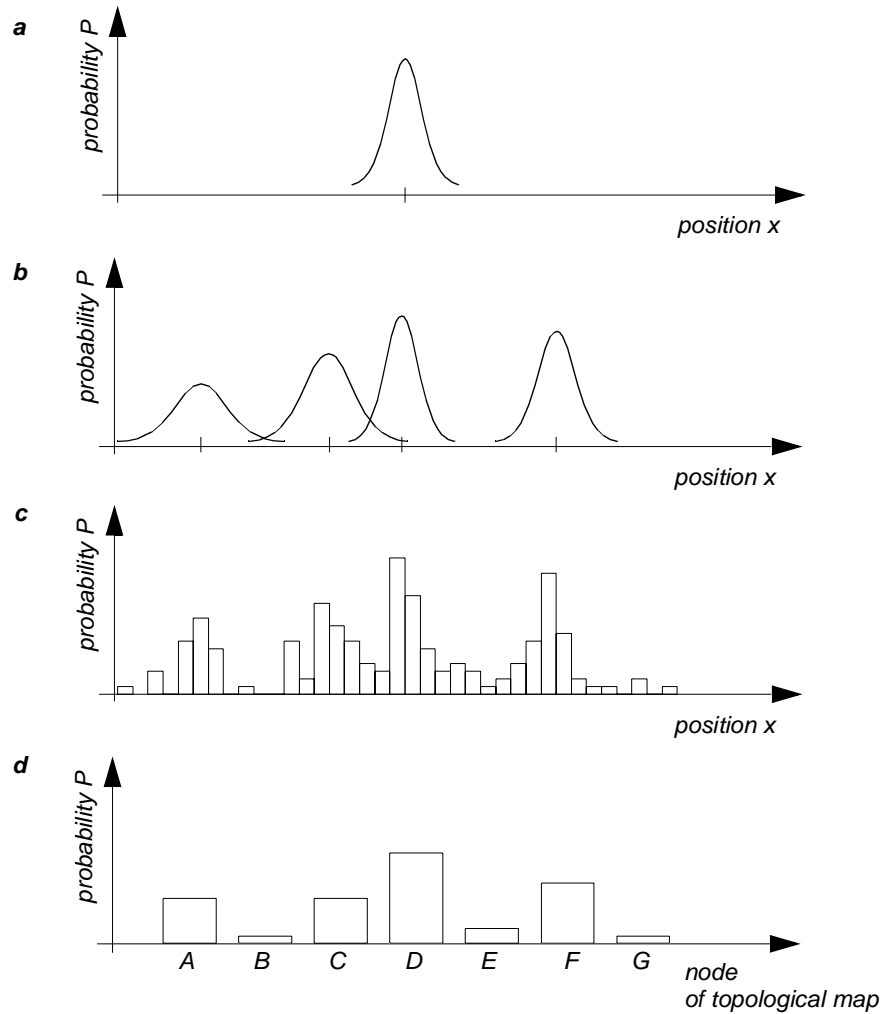 a
probability P
position x
b
probability P
position x
c
probability P
position x
d
probability P
A B C D E F G
node
of topological map